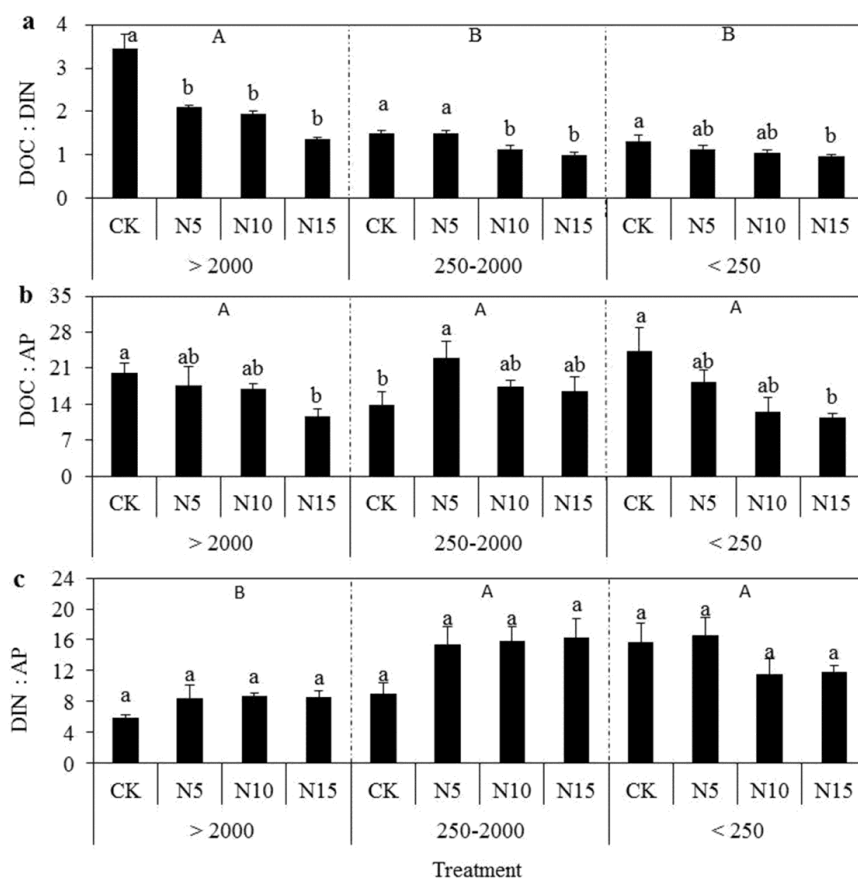 a
DOC : DIN
4
3
2
1
0
A B B
a b b b a a b b a ab ab b
CK N5 N10 N15 CK N5 N10 N15 CK N5 N10 N15
> 2000 250-2000 < 250
b
DOC : AP
35
28
21
14
7
0
A A A
a ab ab b b a ab ab a ab ab b
CK N5 N10 N15 CK N5 N10 N15 CK N5 N10 N15
> 2000 250-2000 < 250
c
DIN : AP
24
20
16
12
8
4
0
B A A
a a a a a a a a a a a a
CK N5 N10 N15 CK N5 N10 N15 CK N5 N10 N15
> 2000 250-2000 < 250
Treatment